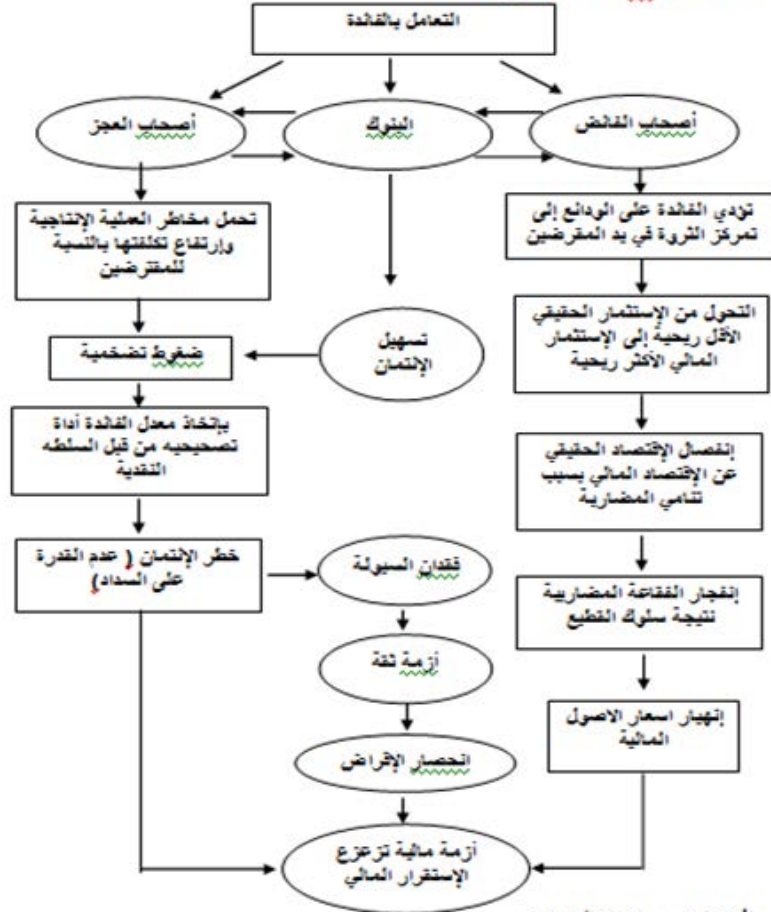 التعامل بالفائدة
أصحاب الفائض
البنوك
أصحاب العجز
تؤدي الفائدة على الودائع إلى
تمركز الثروة في يد المقرضين
تحمل مخاطر العملية الإنتاجية
وإرتفاع تكلفتها بالنسبة
للمقترضين
التحول من الإستثمار الحقيقي
الأقل ربحية إلى الإستثمار
المالي الأكثر ربحية
تسهيل
الإئتمان
ضغوط تضخمية
بإتخاذ معدل الفائدة أداة
تصحيحيه من قبل السلطه
النقدية
إنفصال الإقتصاد الحقيقي
عن الإقتصاد المالي بسبب
تنامي المضاربة
خطر الإئتمان ( عدم القدرة
على السداد)
فقدان السيولة
إنفجار الفقاعة المضاربية
نتيجة سلوك القطيع
أزمة ثقة
إنهيار اسعار الاصول
المالية
انحصار الإقراض
أزمة مالية تزعزع
الإستقرار المالي